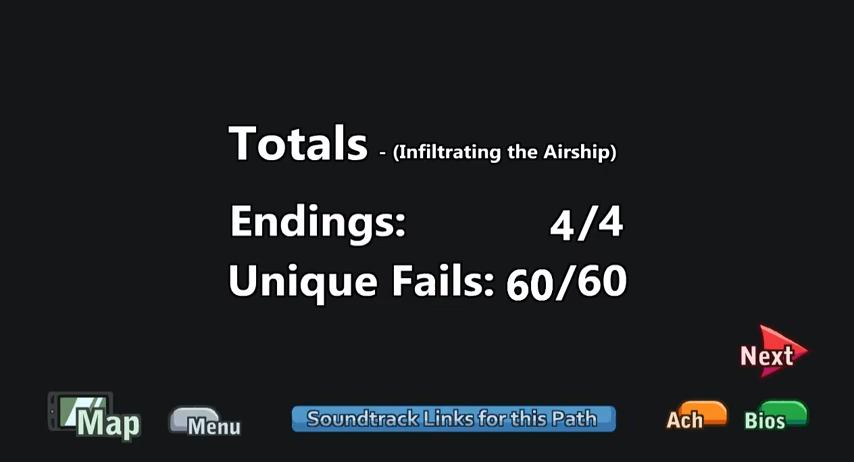 Totals - (Infiltrating the Airship)
Endings: 4/4
Unique Fails: 60/60
Next
Map
Menu
Soundtrack Links for this Path
Ach
Bios